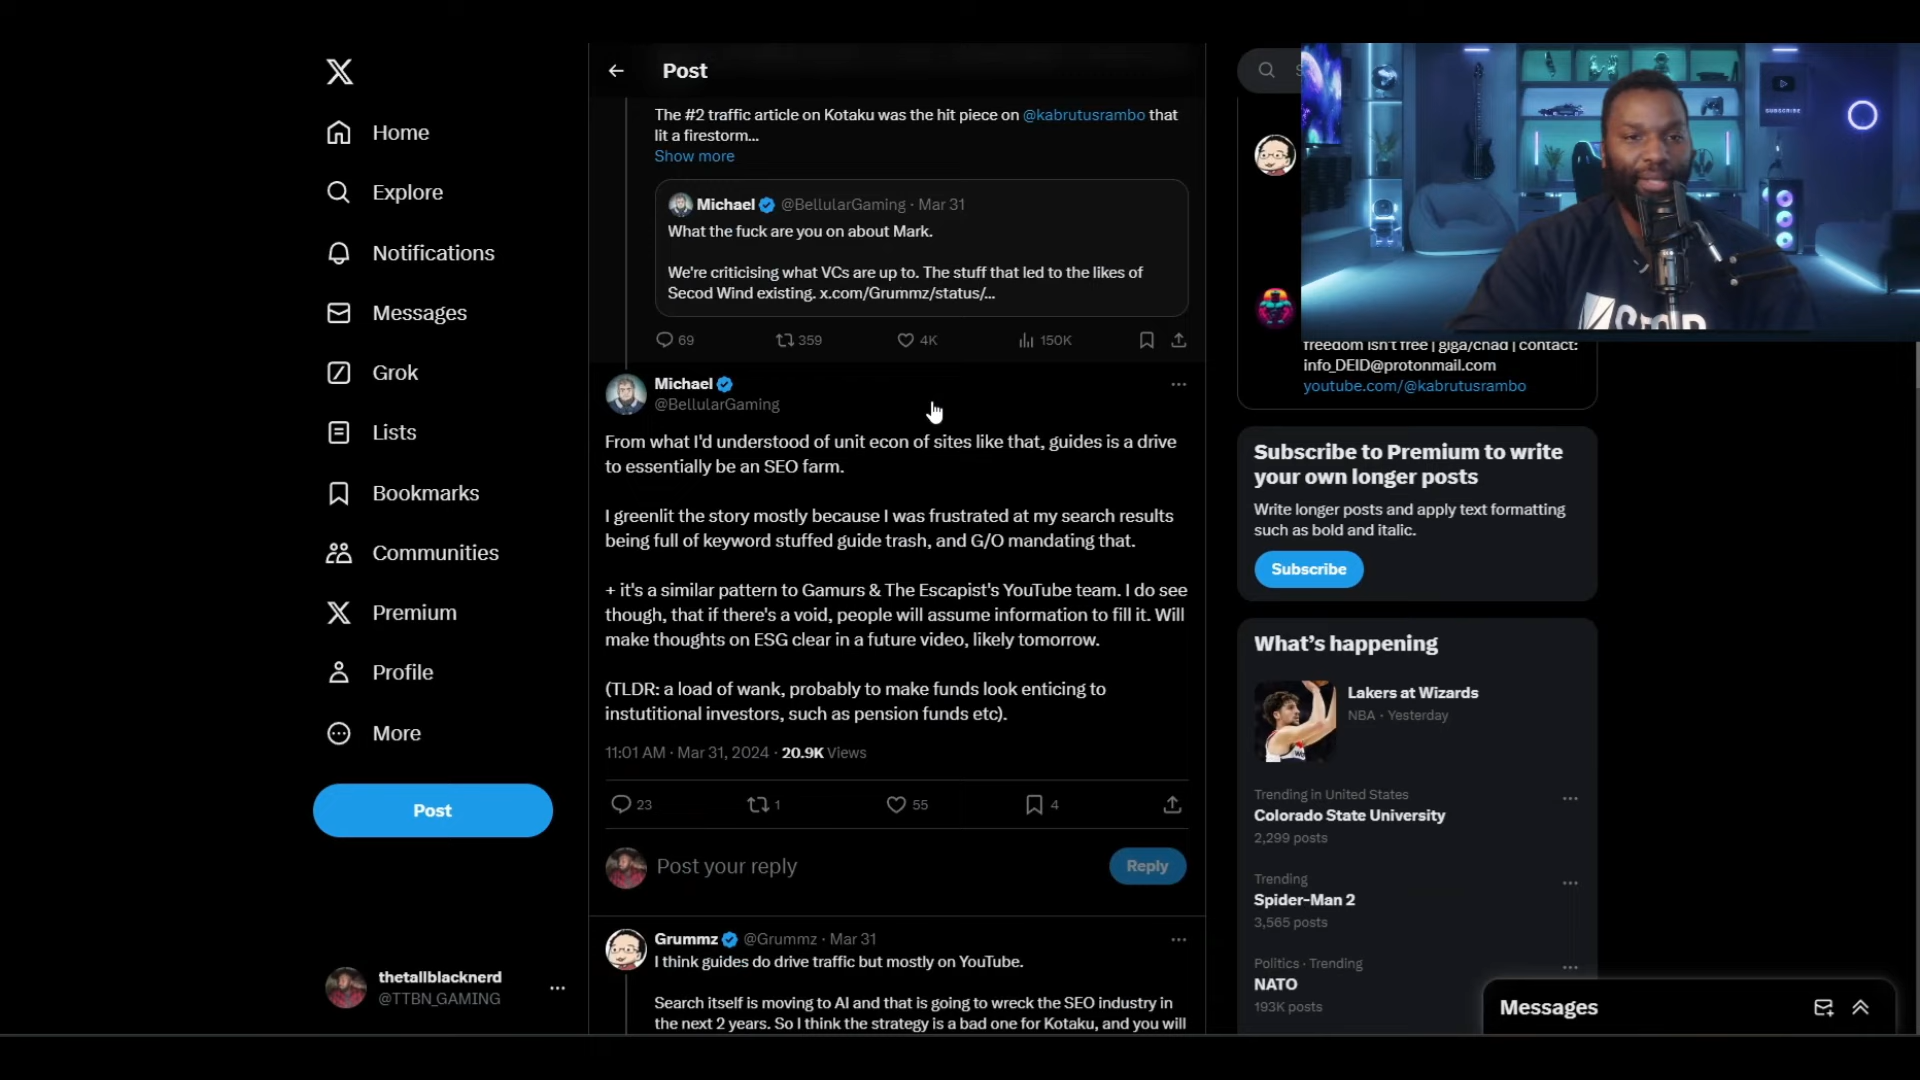 Home
Explore
Notifications
Messages
Grok
Lists
Bookmarks
Communities
Premium
Profile
More
Post
thetallblacknerd
@TTBN_GAMING
Post
The #2 traffic article on Kotaku was the hit piece on @kabrutusrambo that
lit a firestorm...
Show more
Michael @BellularGaming · Mar 31
What the fuck are you on about Mark.
We're criticising what VCs are up to. The stuff that led to the likes of
Secod Wind existing. x.com/Grummz/status/...
69 359 4K 150K
Michael
@BellularGaming
From what I'd understood of unit econ of sites like that, guides is a drive
to essentially be an SEO farm.
I greenlit the story mostly because I was frustrated at my search results
being full of keyword stuffed guide trash, and G/O mandating that.
+ it's a similar pattern to Gamurs & The Escapist's YouTube team. I do see
though, that if there's a void, people will assume information to fill it. Will
make thoughts on ESG clear in a future video, likely tomorrow.
(TLDR: a load of wank, probably to make funds look enticing to
instutitional investors, such as pension funds etc).
11:01 AM · Mar 31, 2024 · 20.9K Views
23 1 55 4
Post your reply
Reply
Grummz @Grummz · Mar 31
I think guides do drive traffic but mostly on YouTube.
Search itself is moving to AI and that is going to wreck the SEO industry in
the next 2 years. So I think the strategy is a bad one for Kotaku, and you will
SUBSCRIBE
freedom isn't free | giga/chad | contact:
info_DEID@protonmail.com
youtube.com/@kabrutusrambo
Subscribe to Premium to write
your own longer posts
Write longer posts and apply text formatting
such as bold and italic.
Subscribe
What's happening
Lakers at Wizards
NBA · Yesterday
Trending in United States
Colorado State University
2,299 posts
Trending
Spider-Man 2
3,565 posts
Politics · Trending
NATO
193K posts
Messages